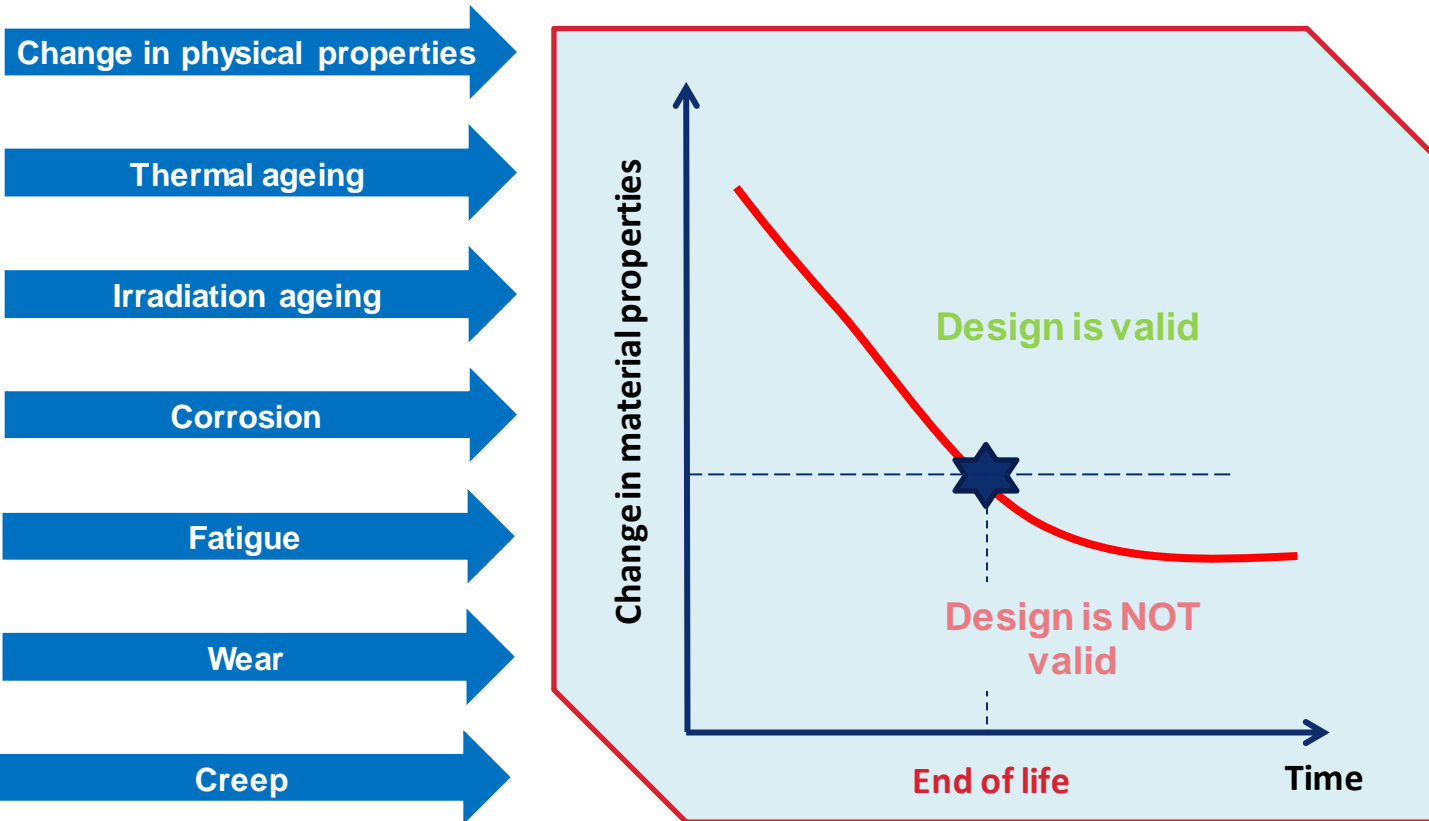 Change in physical properties
Thermal ageing
Irradiation ageing
Corrosion
Fatigue
Wear
Creep
Change in material properties
Design is valid
Design is NOT
valid
End of life
Time